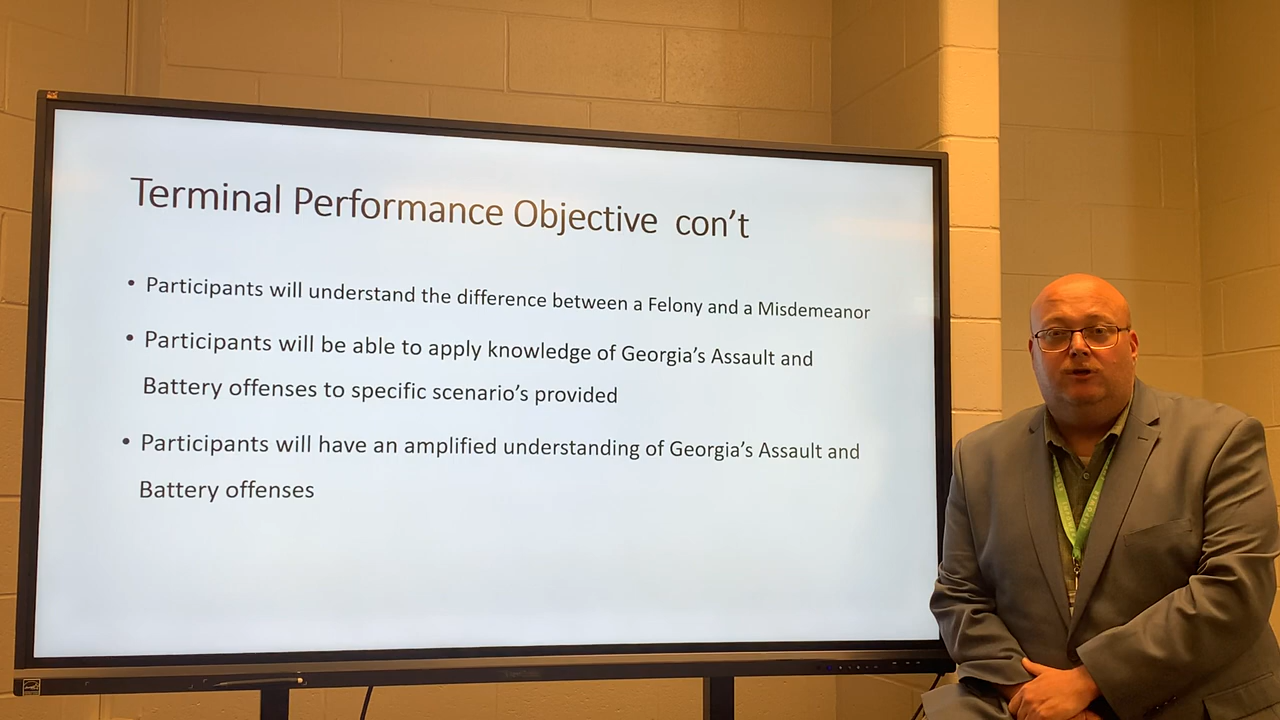 Terminal Performance Objective con't
• Participants will understand the difference between a Felony and a Misdemeanor
• Participants will be able to apply knowledge of Georgia's Assault and
Battery offenses to specific scenario's provided
• Participants will have an amplified understanding of Georgia's Assault and
Battery offenses